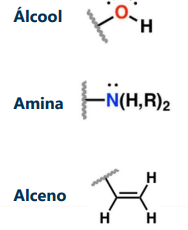 Álcool
O
H
Amina
N(H,R)₂
Alceno
H
H H